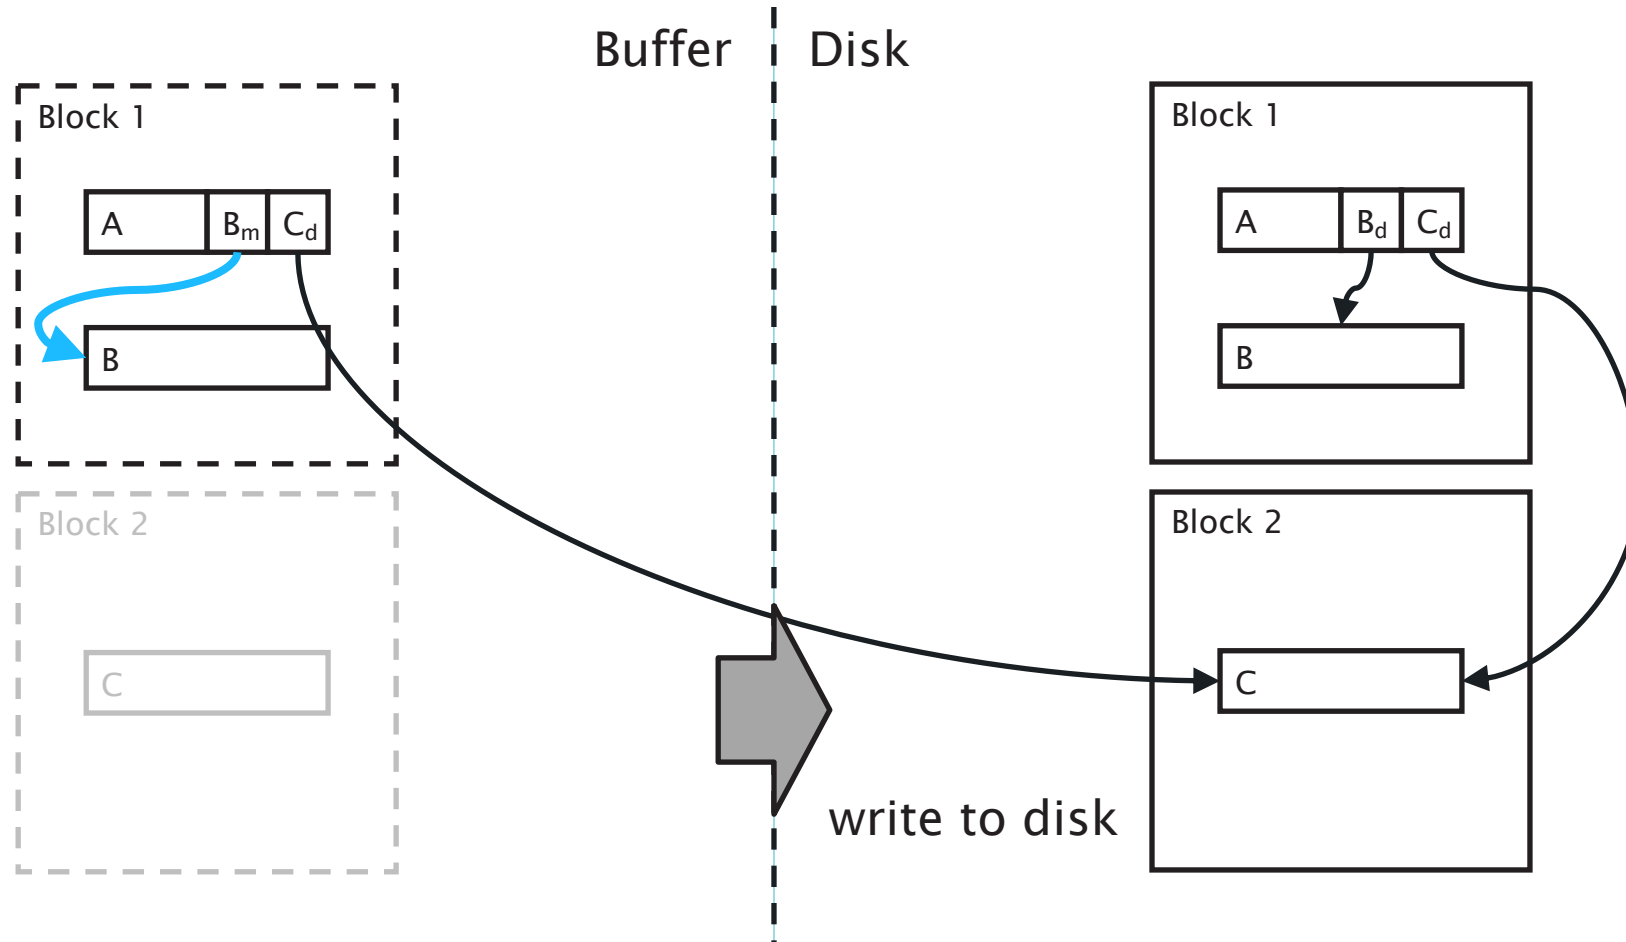 Buffer
Disk
Block 1
A
Bm
Cd
B
Block 2
C
Block 1
A
Bd
Cd
B
Block 2
C
write to disk